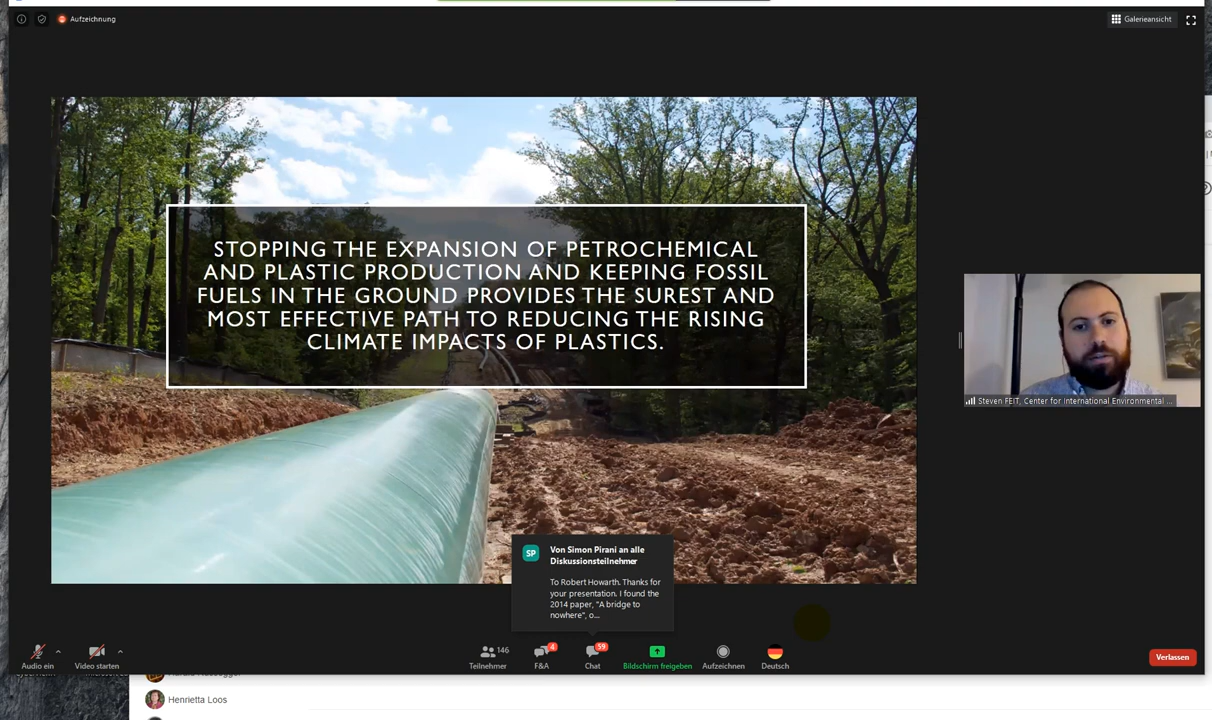 Aufzeichnung
Galerieansicht
STOPPING THE EXPANSION OF PETROCHEMICAL
AND PLASTIC PRODUCTION AND KEEPING FOSSIL
FUELS IN THE GROUND PROVIDES THE SUREST AND
MOST EFFECTIVE PATH TO REDUCING THE RISING
CLIMATE IMPACTS OF PLASTICS.
Steven FEIT, Center for International Environmental ...
SP
Von Simon Pirani an alle
Diskussionsteilnehmer
To Robert Howarth. Thanks for
your presentation. I found the
2014 paper, "A bridge to
nowhere", o...
146
4
59
Audio ein
Video starten
Teilnehmer
F&A
Chat
Bildschirm freigeben
Aufzeichnen
Deutsch
Verlassen
Henrietta Loos